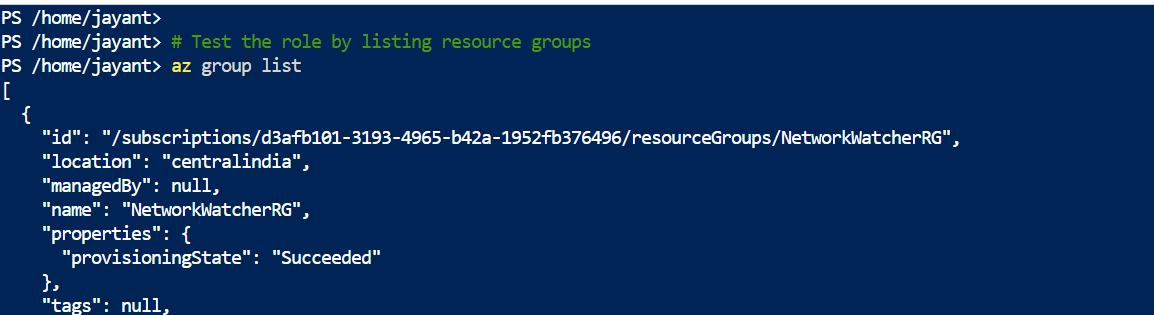 PS /home/jayant>
PS /home/jayant> # Test the role by listing resource groups
PS /home/jayant> az group list
[
  {
    "id": "/subscriptions/d3afb101-3193-4965-b42a-1952fb376496/resourceGroups/NetworkWatcherRG",
    "location": "centralindia",
    "managedBy": null,
    "name": "NetworkWatcherRG",
    "properties": {
      "provisioningState": "Succeeded"
    },
    "tags": null,